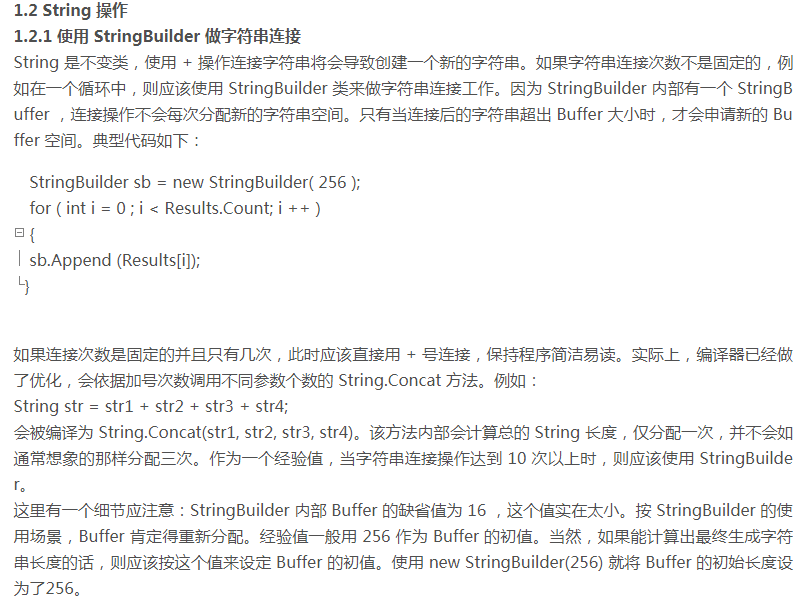 1.2 String 操作
1.2.1 使用 StringBuilder 做字符串连接
String 是不变类，使用 + 操作连接字符串将会导致创建一个新的字符串。如果字符串连接次数不是固定的，例
如在一个循环中，则应该使用 StringBuilder 类来做字符串连接工作。因为 StringBuilder 内部有一个 StringB
uffer ，连接操作不会每次分配新的字符串空间。只有当连接后的字符串超出 Buffer 大小时，才会申请新的 Bu
ffer 空间。典型代码如下：
StringBuilder sb = new StringBuilder( 256 );
for ( int i = 0 ; i < Results.Count; i ++ )
{
sb.Append (Results[i]);
}
如果连接次数是固定的并且只有几次，此时应该直接用 + 号连接，保持程序简洁易读。实际上，编译器已经做
了优化，会依据加号次数调用不同参数个数的 String.Concat 方法。例如：
String str = str1 + str2 + str3 + str4;
会被编译为 String.Concat(str1, str2, str3, str4)。该方法内部会计算总的 String 长度，仅分配一次，并不会如
通常想象的那样分配三次。作为一个经验值，当字符串连接操作达到 10 次以上时，则应该使用 StringBuilde
r。
这里有一个细节应注意：StringBuilder 内部 Buffer 的缺省值为 16 ，这个值实在太小。按 StringBuilder 的使
用场景，Buffer 肯定得重新分配。经验值一般用 256 作为 Buffer 的初值。当然，如果能计算出最终生成字符
串长度的话，则应该按这个值来设定 Buffer 的初值。使用 new StringBuilder(256) 就将 Buffer 的初始长度设
为了256。